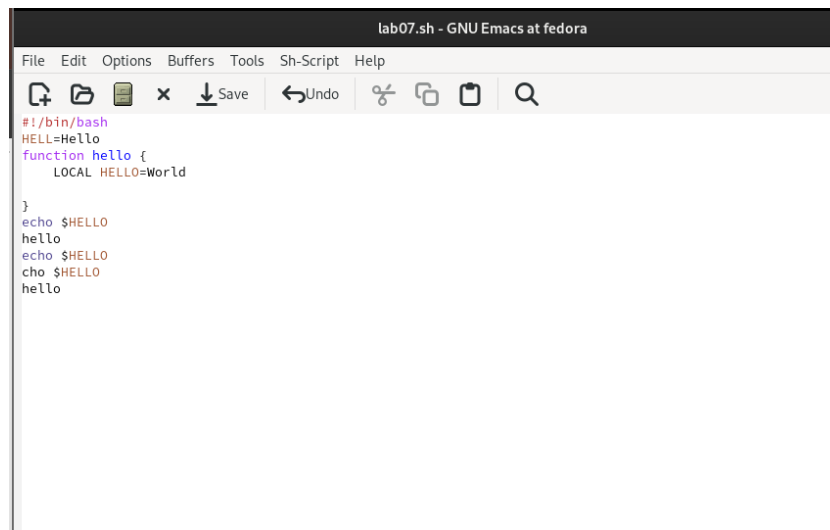 lab07.sh - GNU Emacs at fedora
File Edit Options Buffers Tools Sh-Script Help
Save Undo
#!/bin/bash
HELL=Hello
function hello {
    LOCAL HELLO=World
}
echo $HELLO
hello
echo $HELLO
cho $HELLO
hello